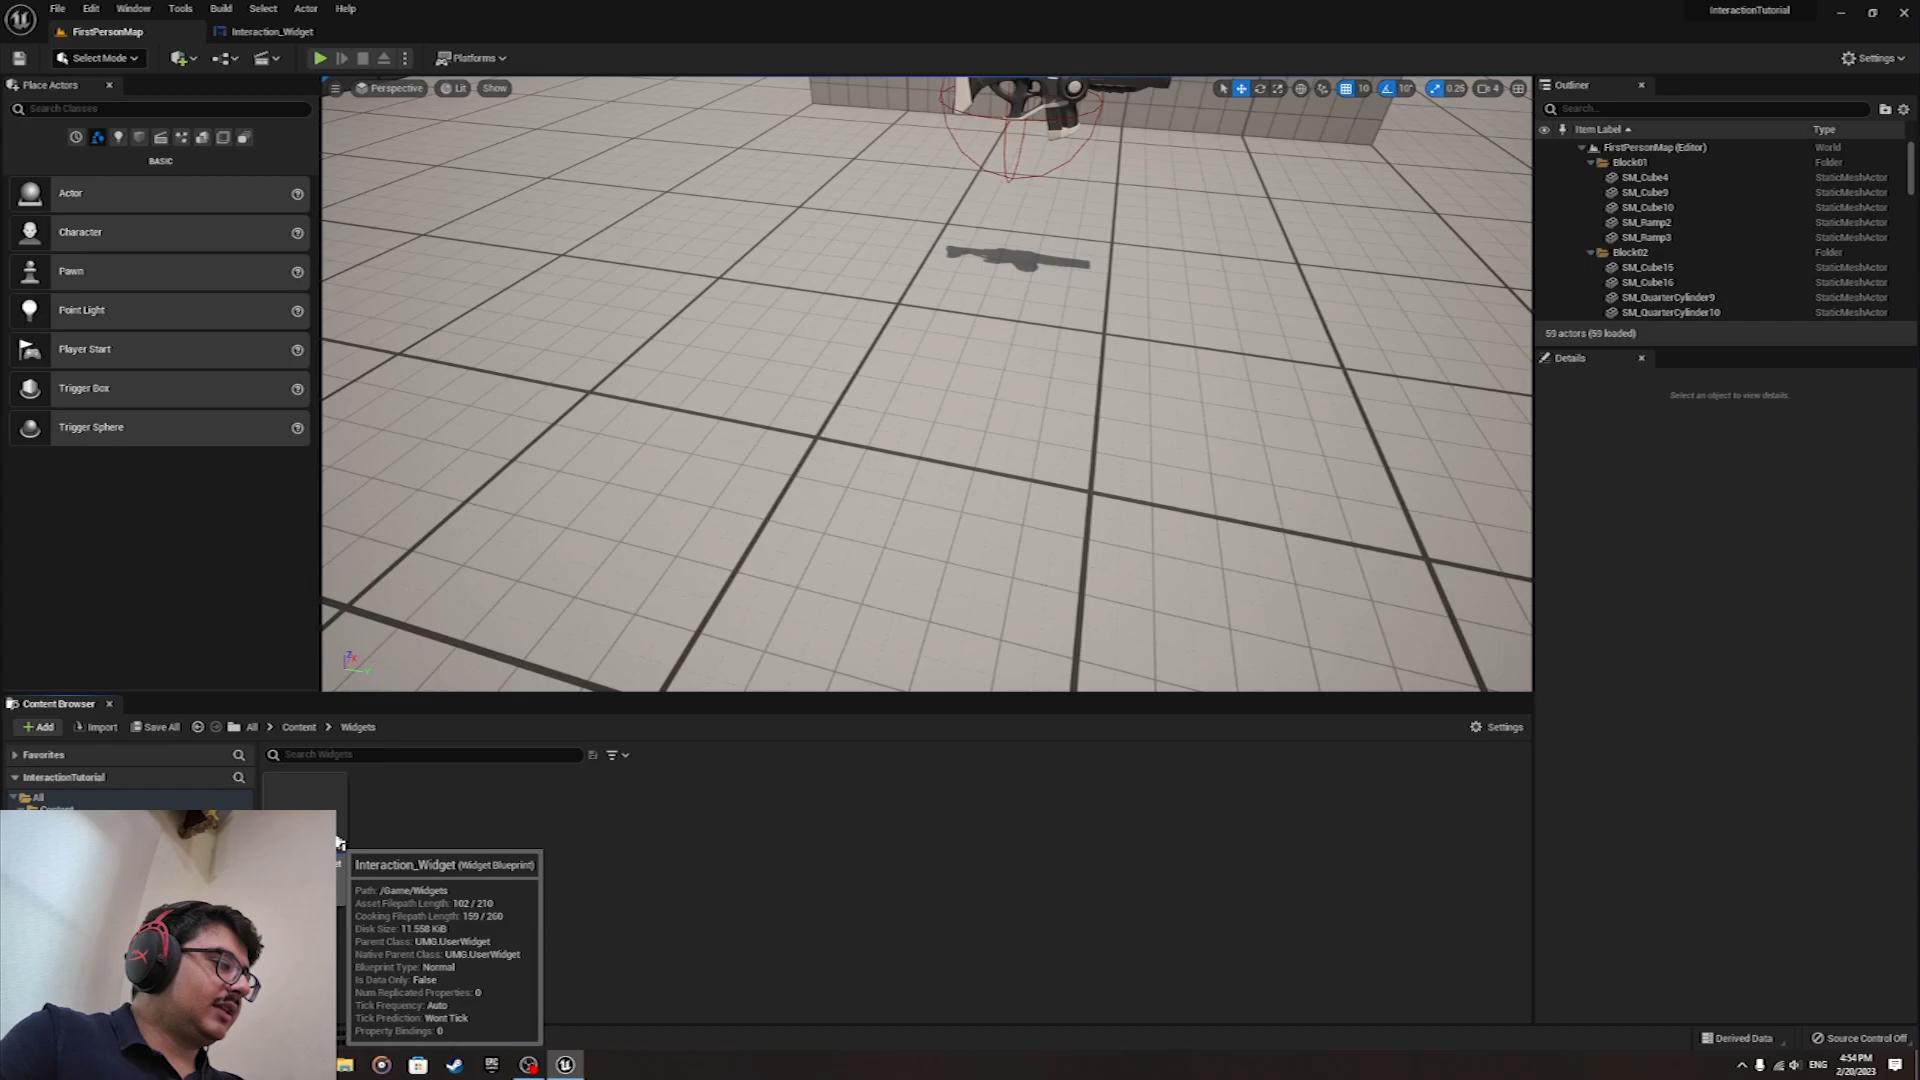 File Edit Window Tools Build Select Actor Help
InteractionTutorial
FirstPersonMap
Interaction_Widget
Select Mode
Platforms
Settings
Place Actors
Search Classes
BASIC
Actor
Character
Pawn
Point Light
Player Start
Trigger Box
Trigger Sphere
Perspective Lit Show
10 10° 0.25 4
Outliner
Search...
Item Label Type
FirstPersonMap (Editor) World
Block01 Folder
SM_Cube4 StaticMeshActor
SM_Cube9 StaticMeshActor
SM_Cube10 StaticMeshActor
SM_Ramp2 StaticMeshActor
SM_Ramp3 StaticMeshActor
Block02 Folder
SM_Cube15 StaticMeshActor
SM_Cube16 StaticMeshActor
SM_QuarterCylinder9 StaticMeshActor
SM_QuarterCylinder10 StaticMeshActor
59 actors (59 loaded)
Details
Select an object to view details.
Z X Y
Content Browser
Add Import Save All All Content Widgets
Settings
Favorites
Search Widgets
InteractionTutorial
All
Content
Interaction_Widget (Widget Blueprint)
Path: /Game/Widgets
Asset Filepath Length: 102 / 210
Cooking Filepath Length: 159 / 260
Disk Size: 11.558 KiB
Parent Class: UMG.UserWidget
Native Parent Class: UMG.UserWidget
Blueprint Type: Normal
Is Data Only: False
Num Replicated Properties: 0
Tick Frequency: Auto
Tick Prediction: Wont Tick
Property Bindings: 0
Derived Data
Source Control Off
EPIC
ENG
4:54 PM
2/20/2023